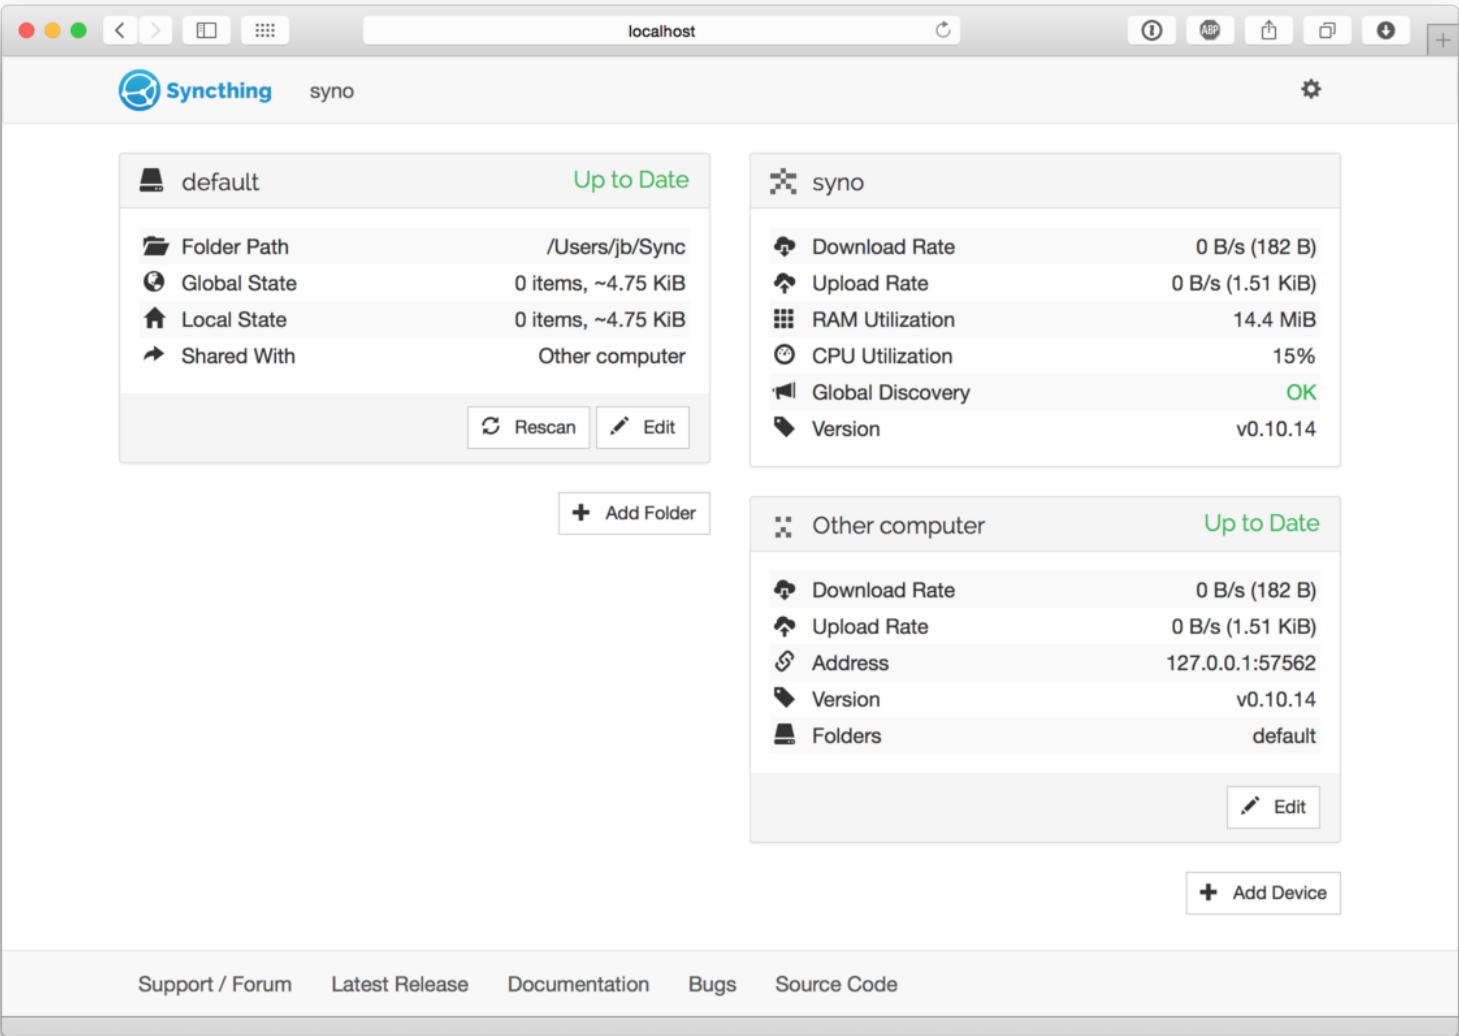 localhost
ABP
Syncthing syno
default Up to Date
Folder Path /Users/jb/Sync
Global State 0 items, ~4.75 KiB
Local State 0 items, ~4.75 KiB
Shared With Other computer
Rescan Edit
Add Folder
syno
Download Rate 0 B/s (182 B)
Upload Rate 0 B/s (1.51 KiB)
RAM Utilization 14.4 MiB
CPU Utilization 15%
Global Discovery OK
Version v0.10.14
Other computer Up to Date
Download Rate 0 B/s (182 B)
Upload Rate 0 B/s (1.51 KiB)
Address 127.0.0.1:57562
Version v0.10.14
Folders default
Edit
Add Device
Support / Forum Latest Release Documentation Bugs Source Code